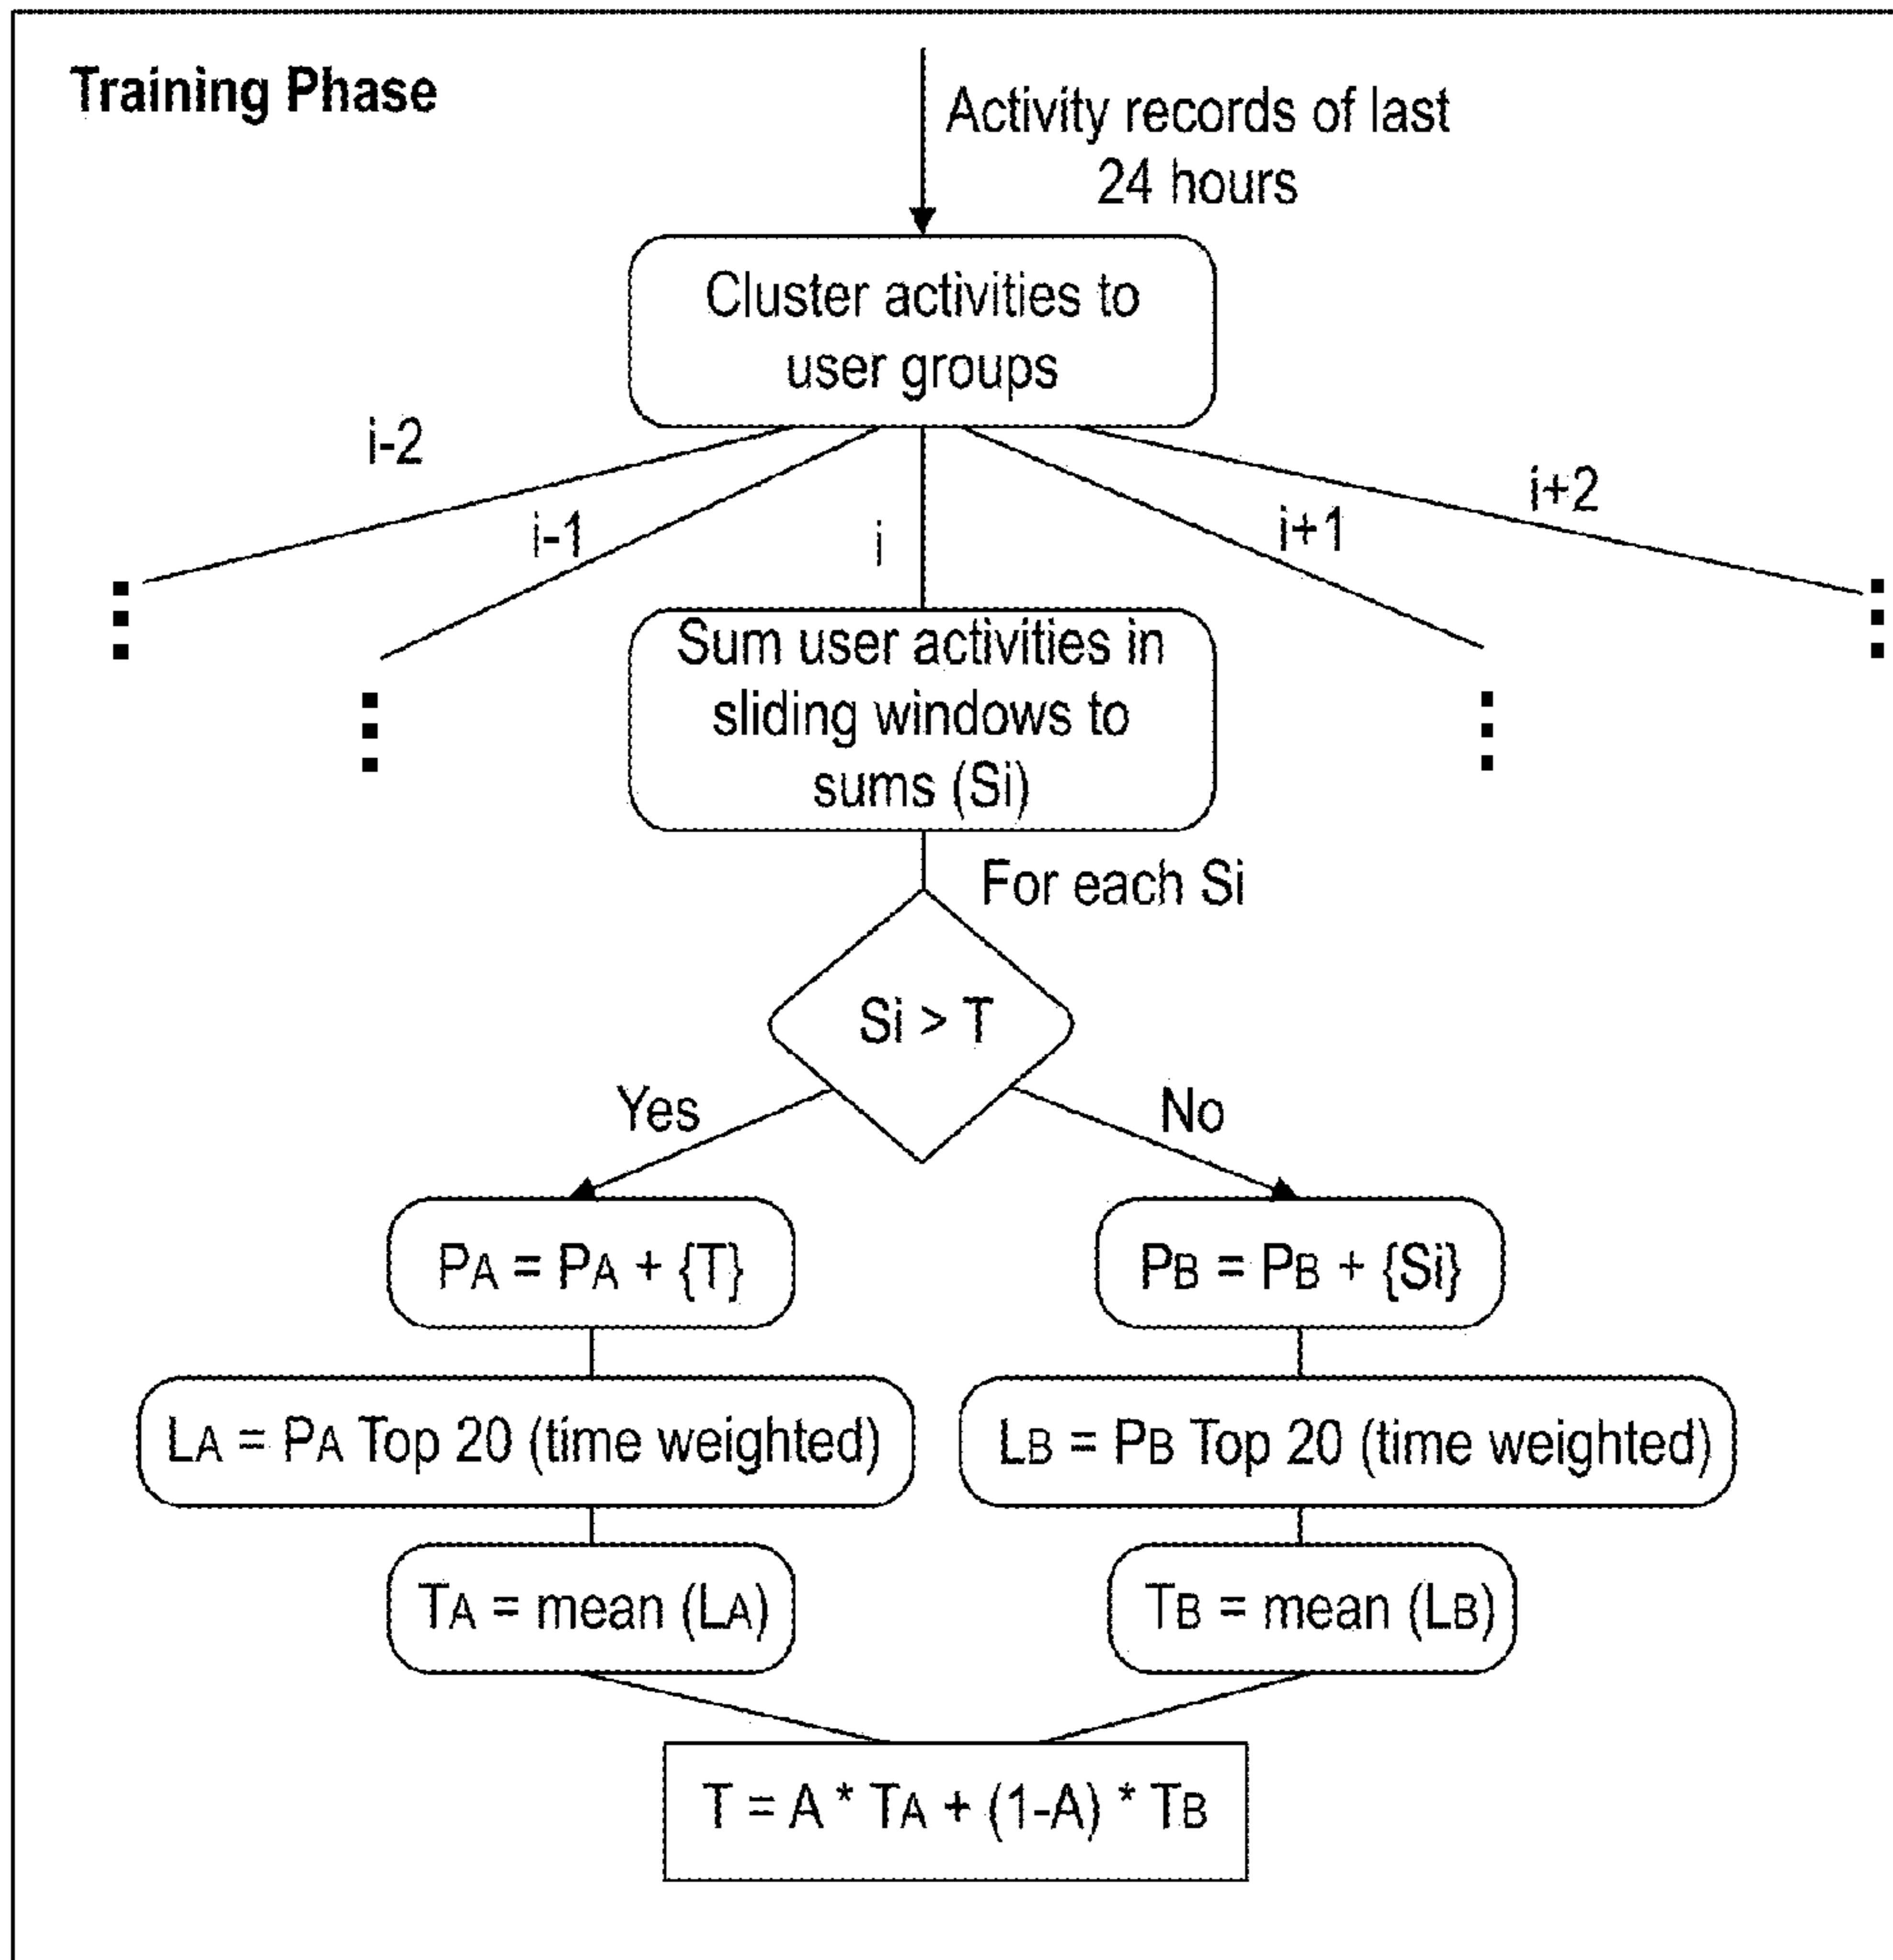 Training Phase
Activity records of last
24 hours
Cluster activities to
user groups
i-2
i-1
i
i+1
i+2
Sum user activities in
sliding windows to
sums (Si)
For each Si
Si > T
Yes
No
PA = PA + {T}
PB = PB + {Si}
LA = PA Top 20 (time weighted)
LB = PB Top 20 (time weighted)
TA = mean (LA)
TB = mean (LB)
T = A * TA + (1-A) * TB